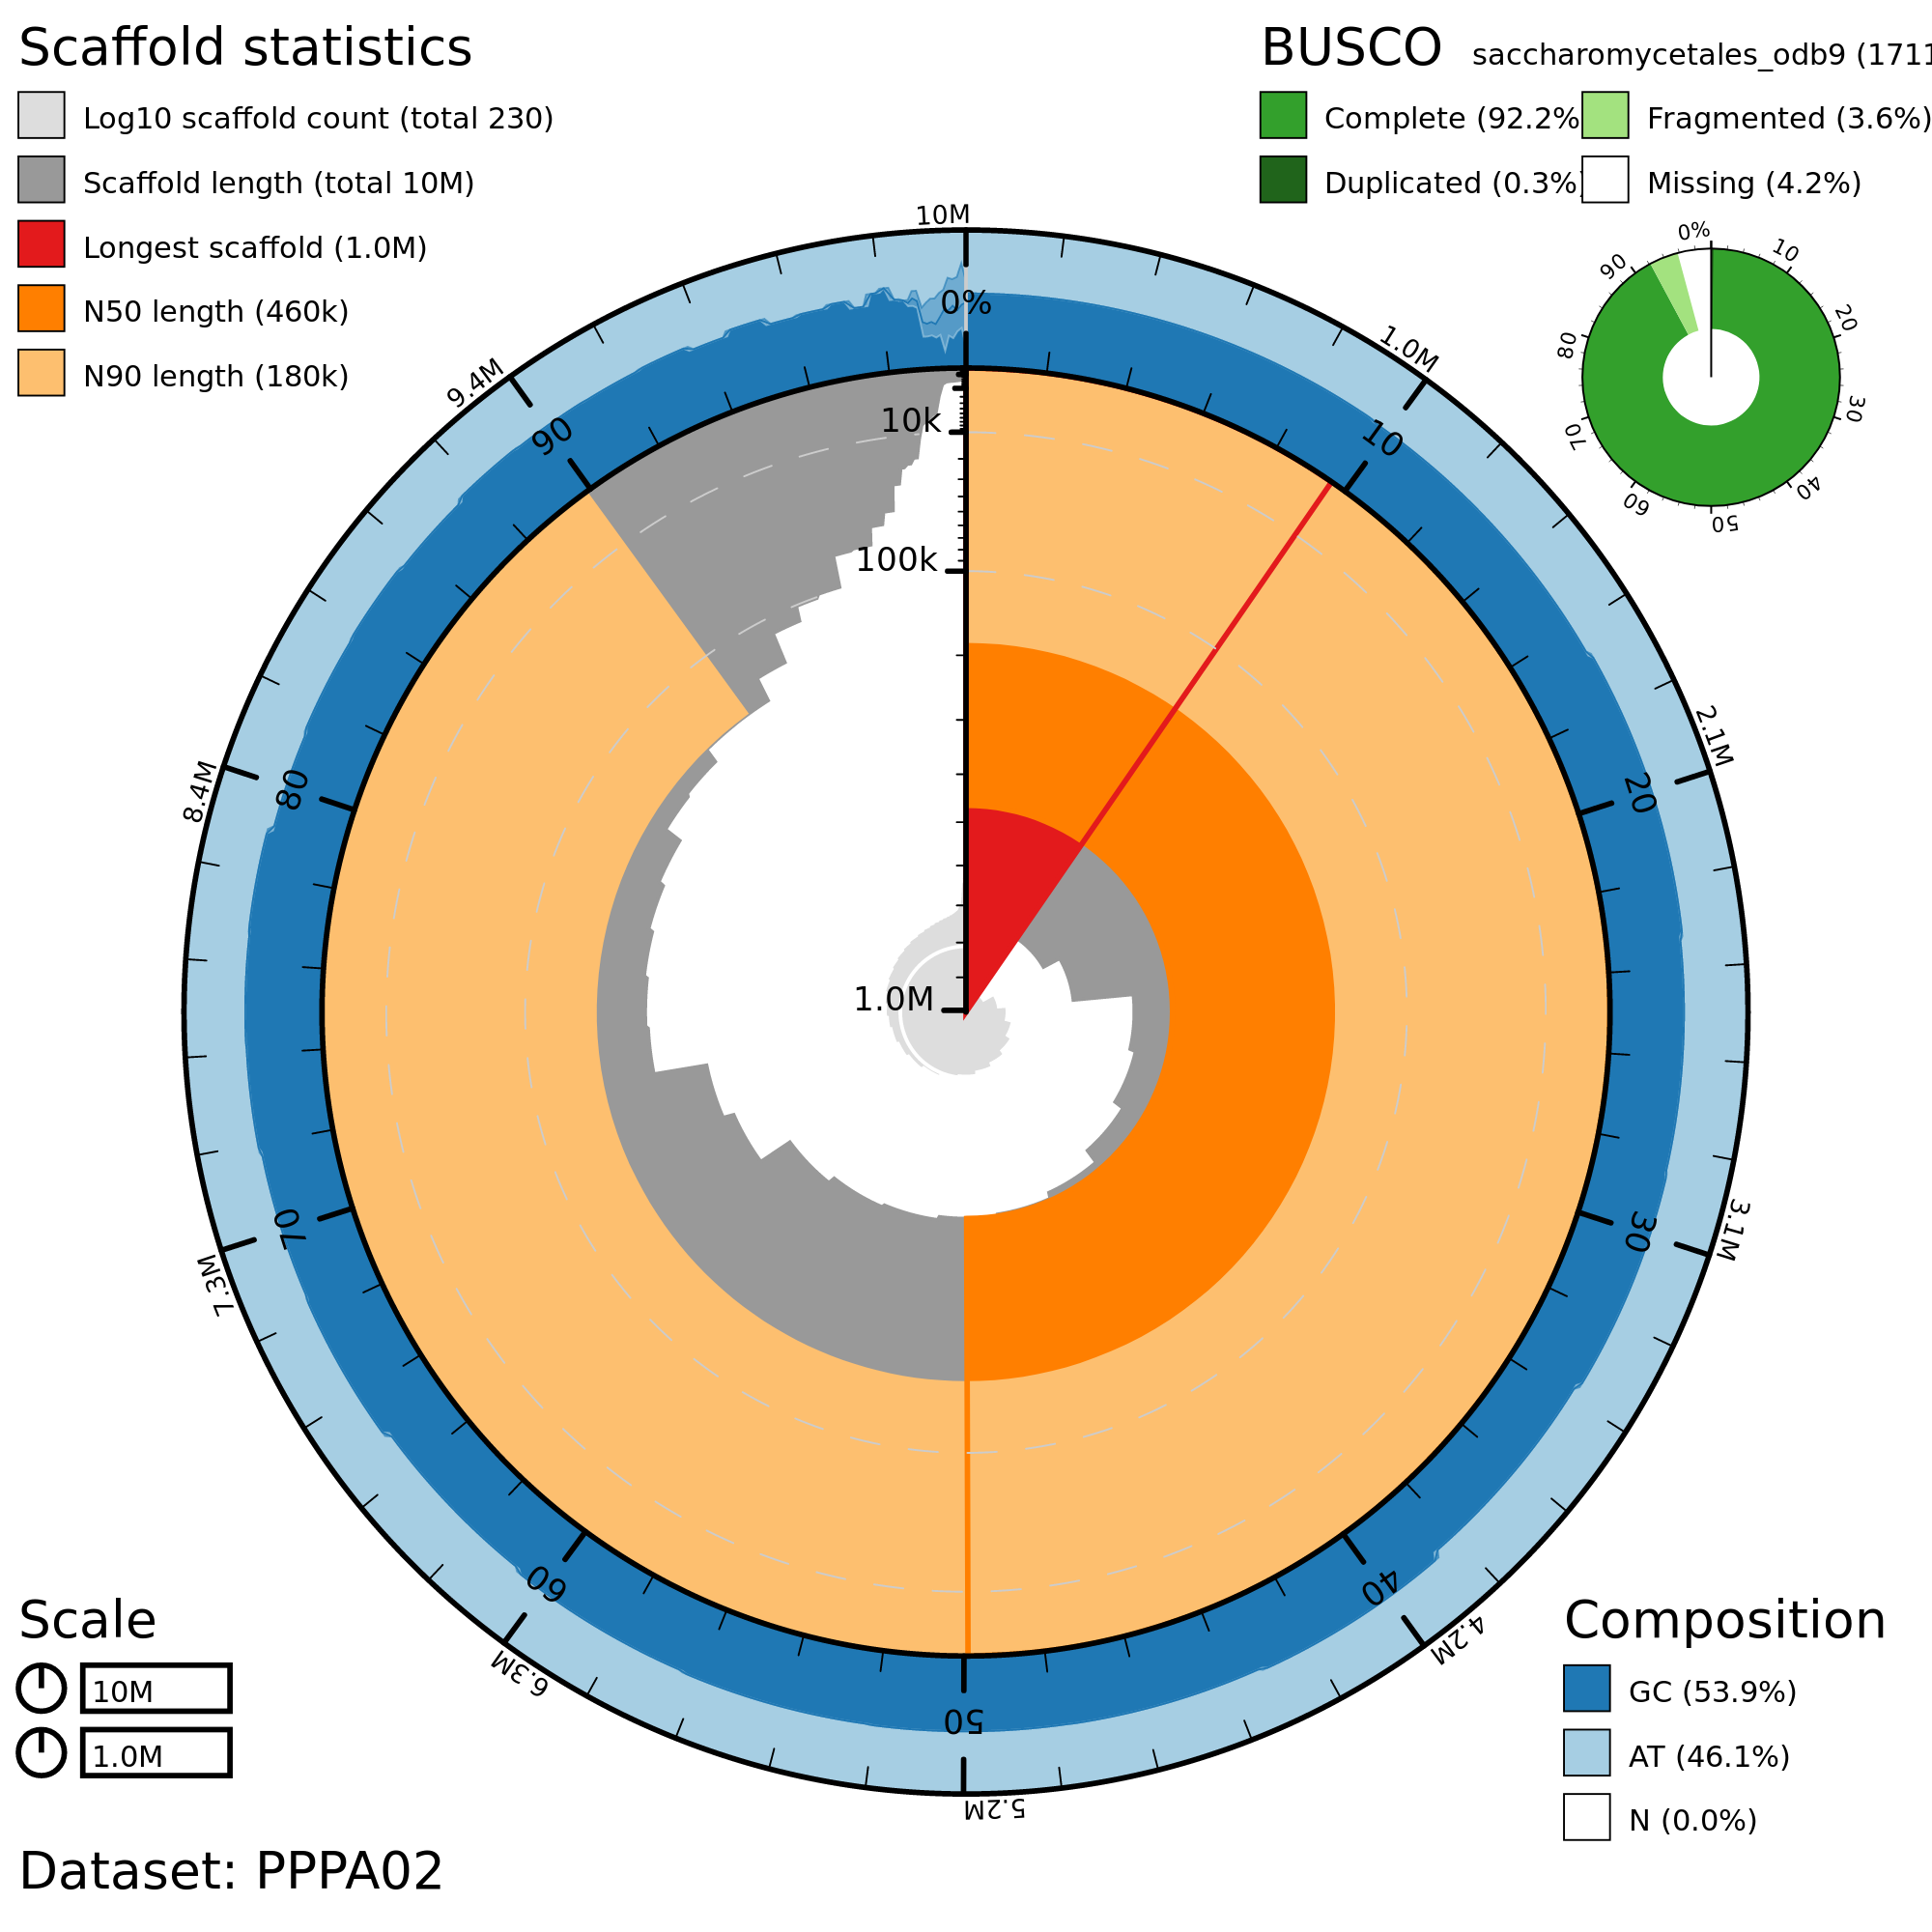 Scaffold statistics
Log10 scaffold count (total 230)
Scaffold length (total 10M)
Longest scaffold (1.0M)
N50 length (460k)
N90 length (180k)
BUSCO saccharomycetales_odb9 (1711
Complete (92.2%
Fragmented (3.6%)
Duplicated (0.3%)
Missing (4.2%)
0%
10
20
30
40
50
60
70
80
90
10M
1.0M
2.1M
3.1M
4.2M
5.2M
6.3M
7.3M
8.4M
9.4M
0%
10
20
30
40
50
60
70
80
90
10k
100k
1.0M
Scale
10M
1.0M
Composition
GC (53.9%)
AT (46.1%)
N (0.0%)
Dataset: PPPA02